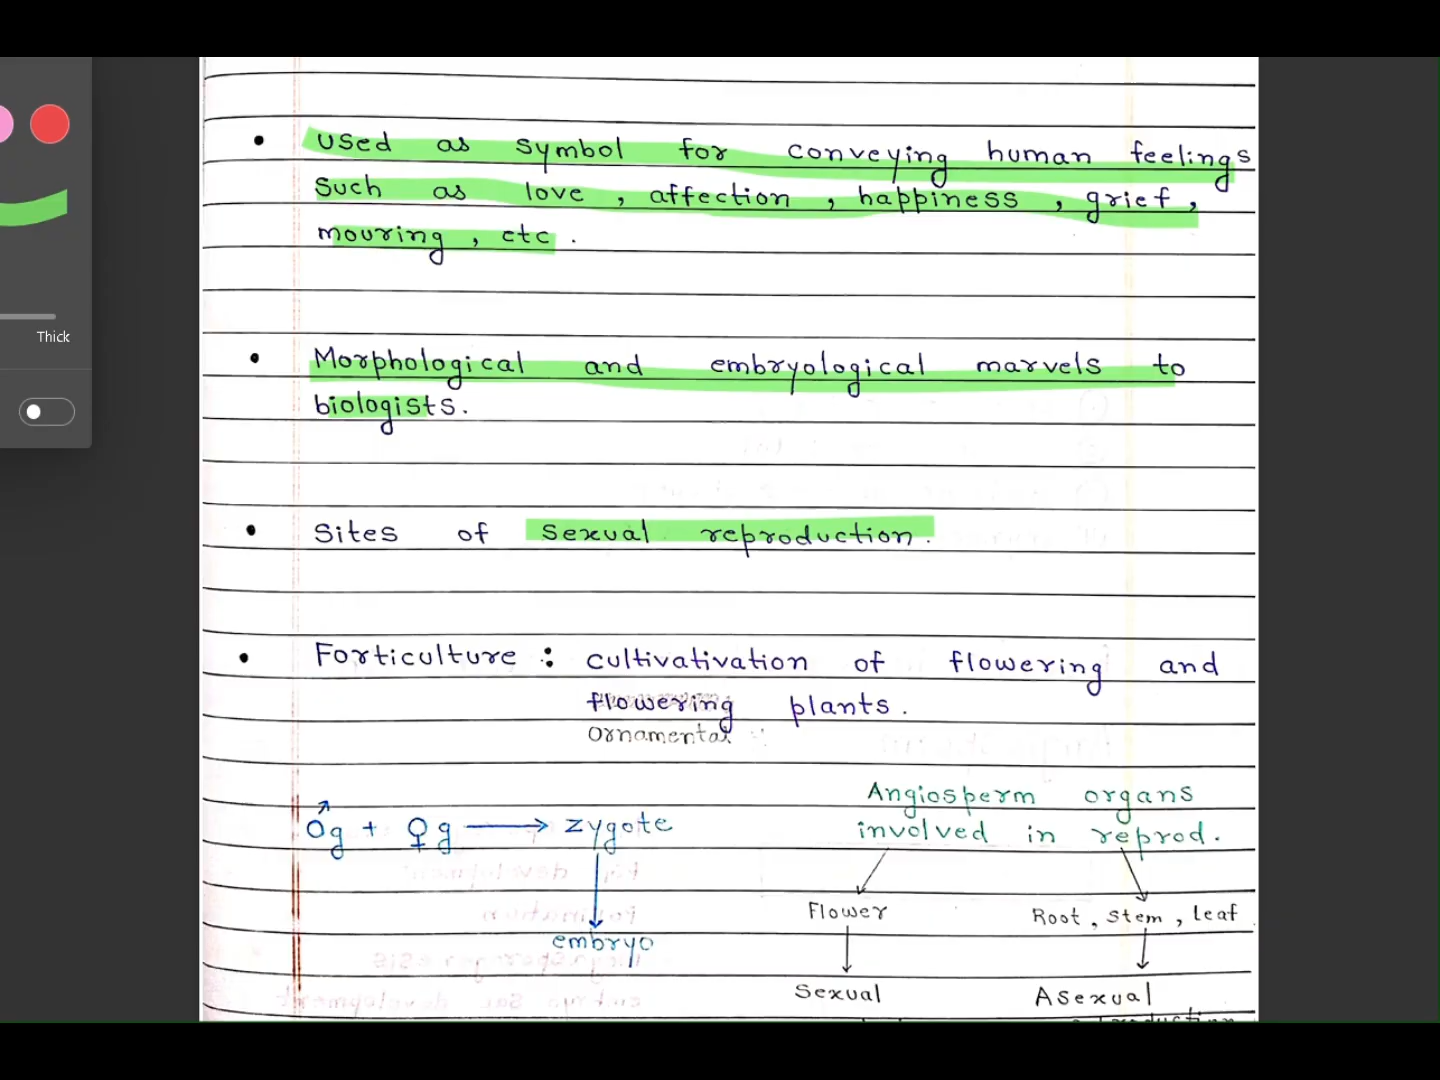 Thick
• used as symbol for conveying human feelings
such as love , affection , happiness , grief ,
mouring , etc .
• Morphological and embryological marvels to
biologists.
• Sites of sexual reproduction.
• Forticulture : cultivativation of flowering and
flowering plants .
ornamental
♂g + ♀g → zygote
embryo
Angiosperm organs
involved in reprod.
Flower
Root , stem , leaf
Sexual
Asexual